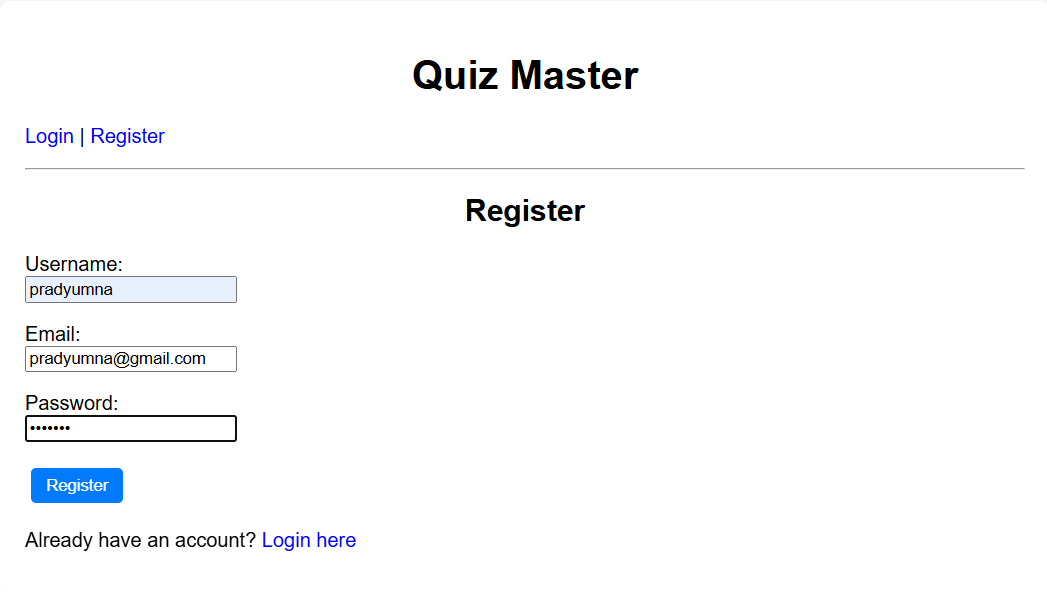 Quiz Master
Login | Register
Register
Username:
pradyumna
Email:
pradyumna@gmail.com
Password:
•••••••
Register
Already have an account? Login here